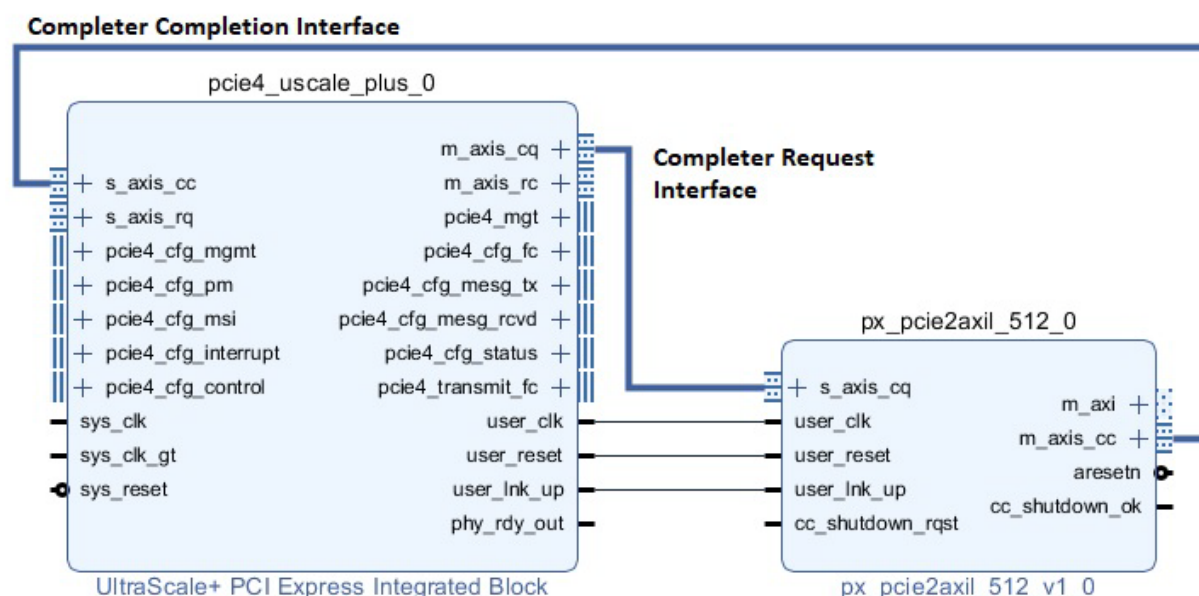 Completer Completion Interface
pcie4_uscale_plus_0
m_axis_cq
s_axis_cc
m_axis_rc
s_axis_rq
pcie4_mgt
pcie4_cfg_mgmt
pcie4_cfg_fc
pcie4_cfg_pm
pcie4_cfg_mesg_tx
pcie4_cfg_msi
pcie4_cfg_mesg_rcvd
pcie4_cfg_interrupt
pcie4_cfg_status
pcie4_cfg_control
pcie4_transmit_fc
sys_clk
user_clk
sys_clk_gt
user_reset
sys_reset
user_lnk_up
phy_rdy_out
UltraScale+ PCI Express Integrated Block
Completer Request
Interface
px_pcie2axil_512_0
s_axis_cq
m_axi
user_clk
m_axis_cc
user_reset
aresetn
user_lnk_up
cc_shutdown_ok
cc_shutdown_rqst
px_pcie2axil_512_v1_0